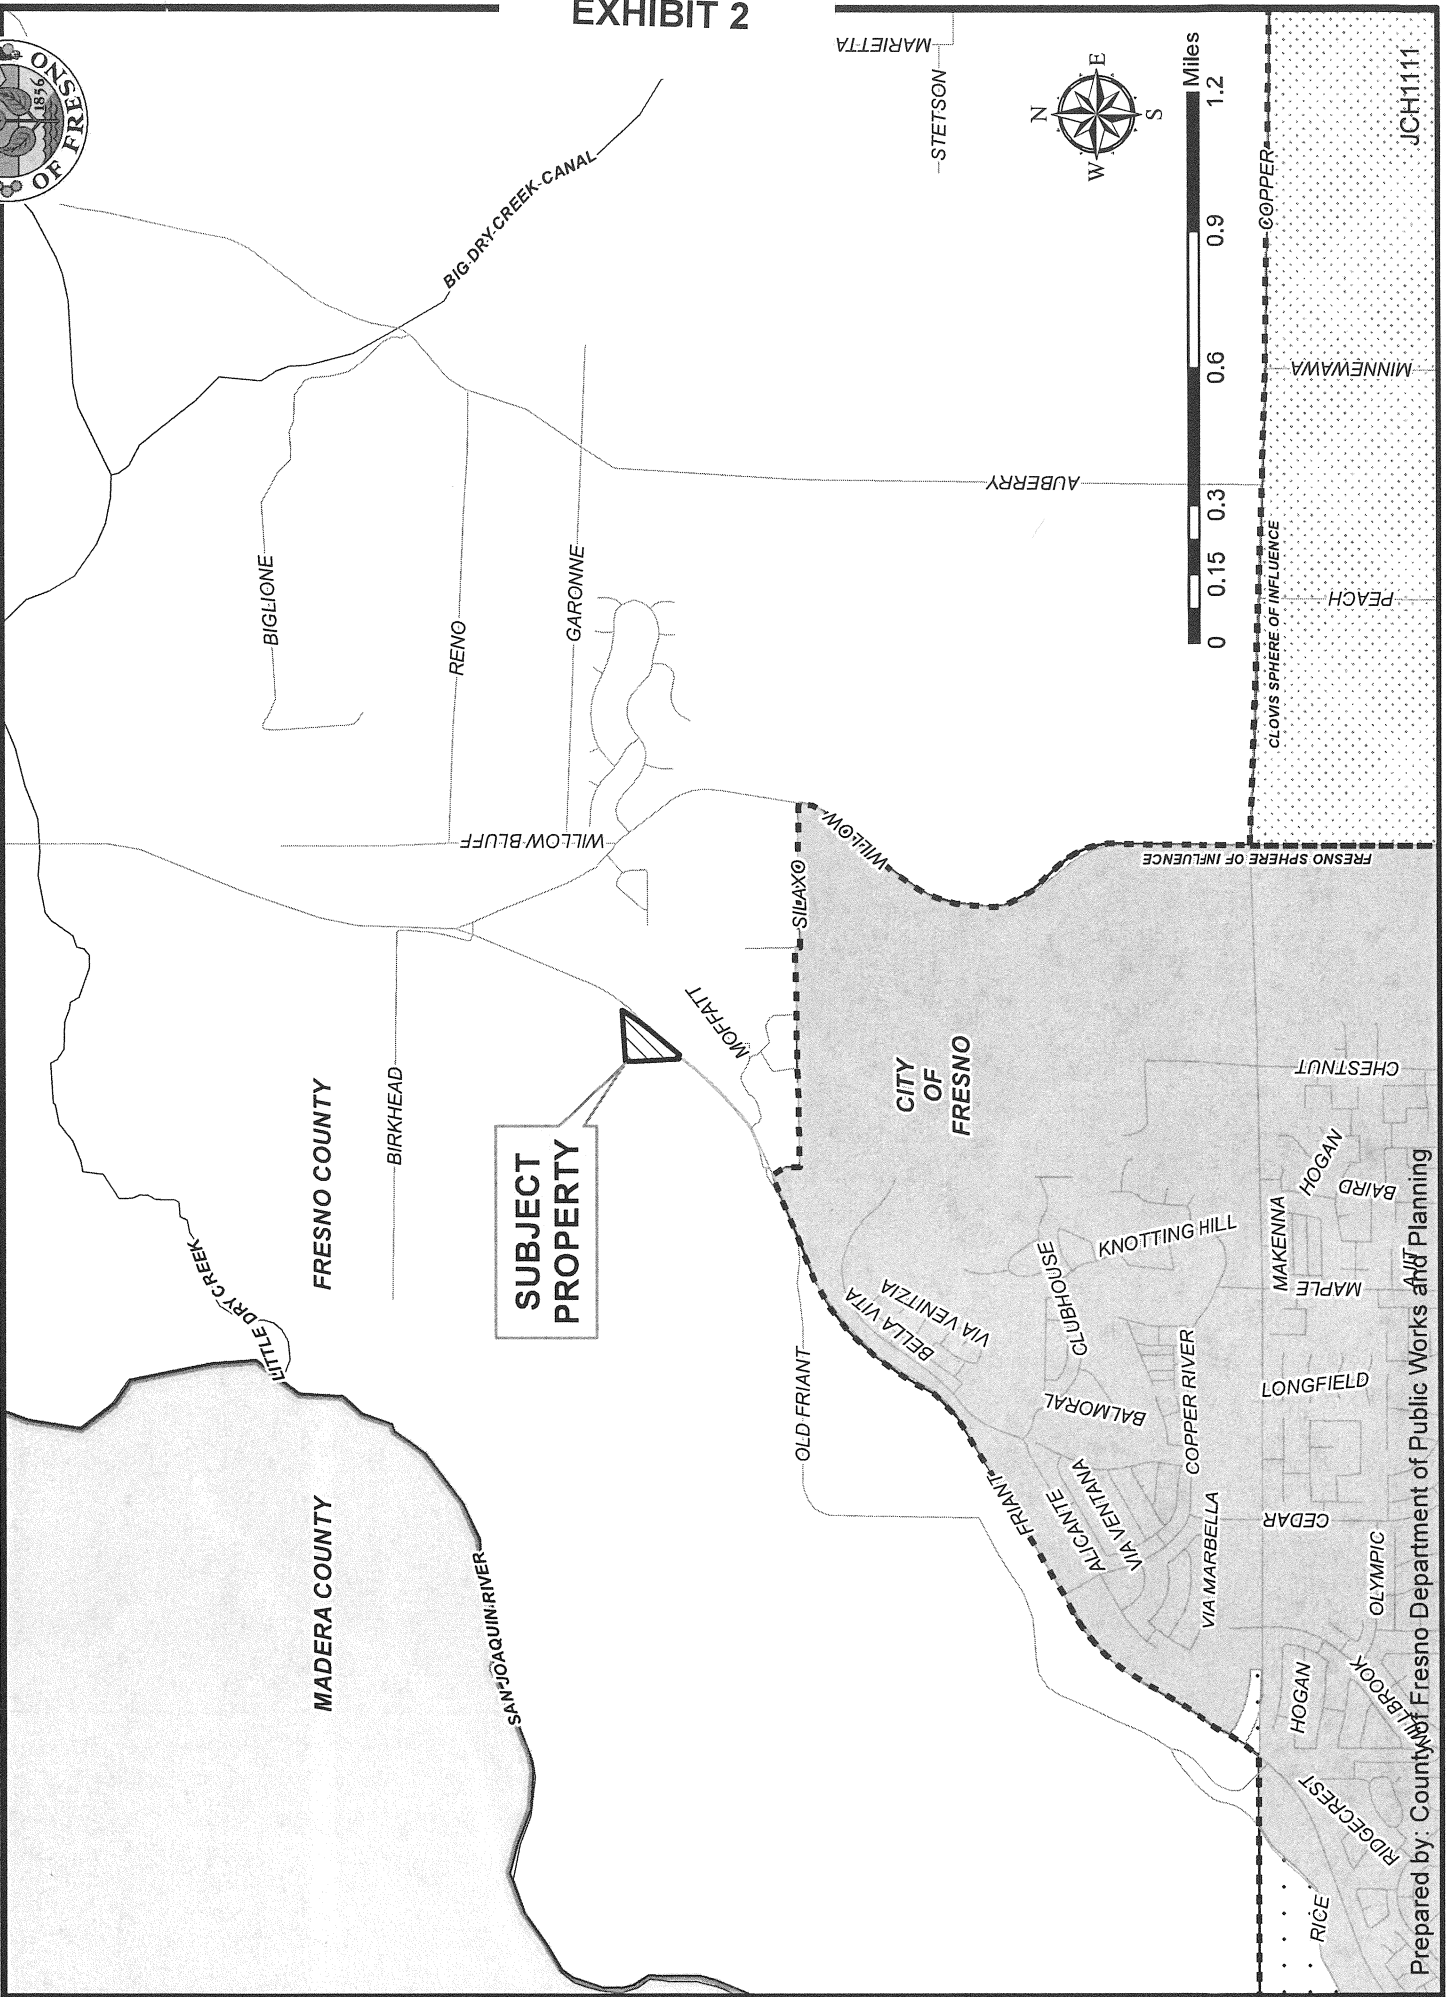 EXHIBIT 2
1856
OF FRESNO
MARIETTA
STETSON
N
E
S
W
Miles
0 0.15 0.3 0.6 0.9 1.2
BIG DRY CREEK CANAL
BIGLIONE
RENO
GARONNE
AUBERRY
WILLOW BLUFF
COPPER
MINNEWAWA
PEACH
CLOVIS SPHERE OF INFLUENCE
FRESNO SPHERE OF INFLUENCE
WILLOW
SILAXO
MOFFATT
BIRKHEAD
FRESNO COUNTY
SUBJECT
PROPERTY
LITTLE DRY CREEK
MADERA COUNTY
SAN JOAQUIN RIVER
OLD FRIANT
FRIANT
CITY
OF
FRESNO
CHESTNUT
HOGAN
BAIRD
MAKENNA
MAPLE
KNOTTING HILL
CLUBHOUSE
VIA VENITZIA
BELLA VITA
BALMORAL
COPPER RIVER
LONGFIELD
ALICANTE
VIA VENTANA
VIA MARBELLA
CEDAR
OLYMPIC
HOGAN
MILLBROOK
RIDGECREST
RICE
JCH1111
Prepared by: County of Fresno Department of Public Works and Planning